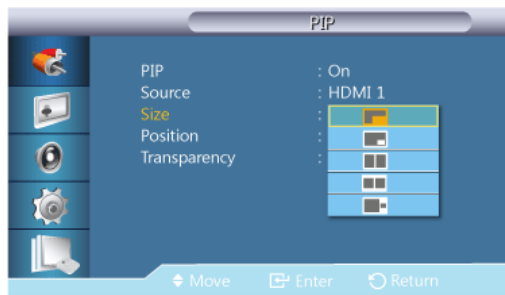 PIP
PIP : On
Source : HDMI 1
Size :
Position :
Transparency :
Move Enter Return